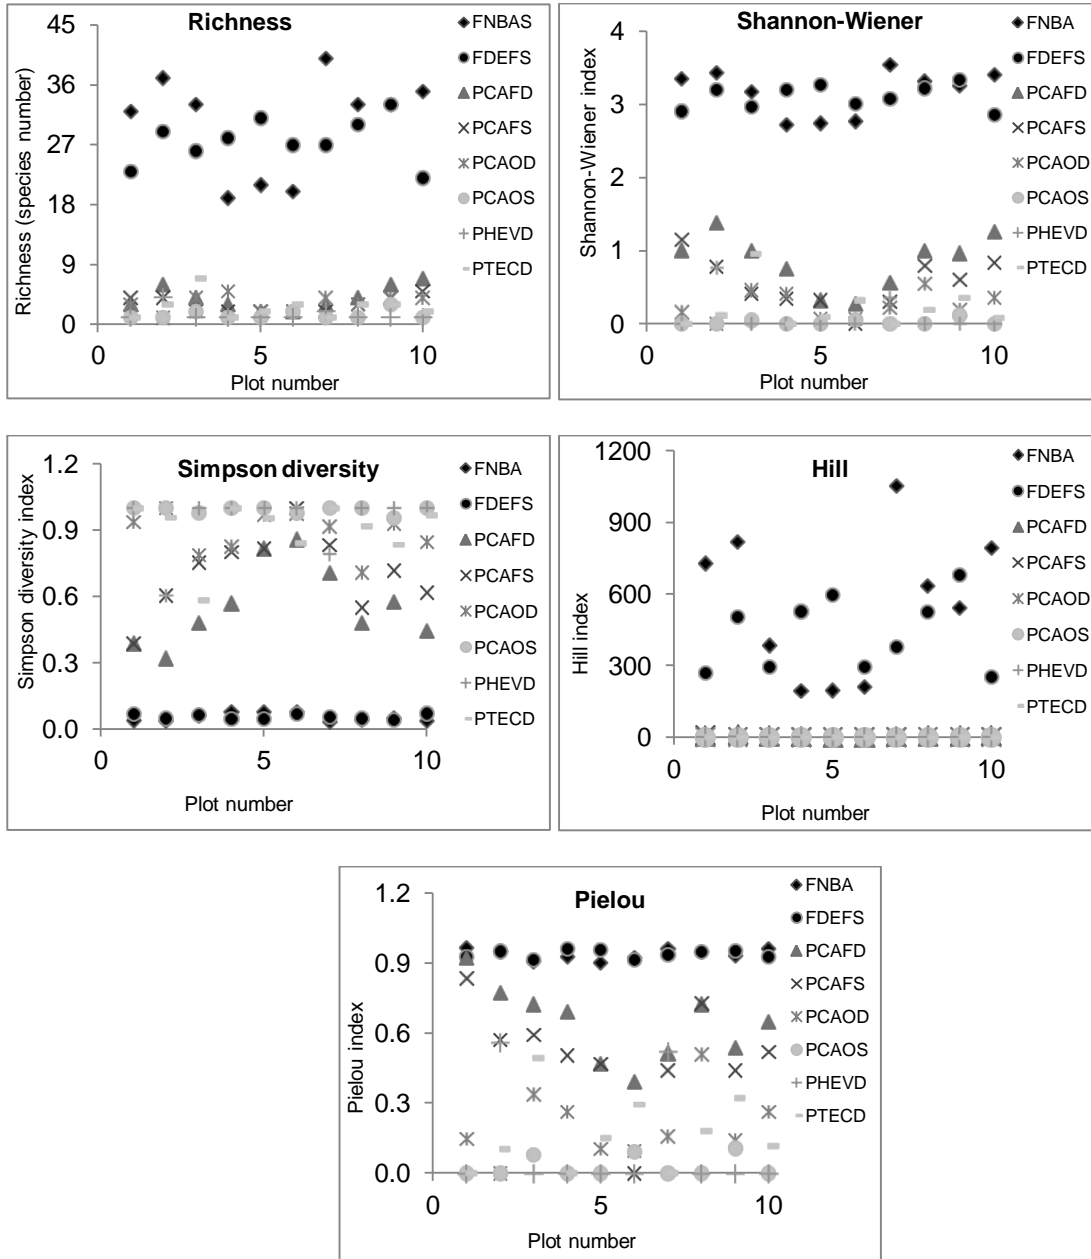 Richness
Richness (species number)
45
36
27
18
9
0
0 5 10
Plot number
FNBAS
FDEFS
PCAFD
PCAFS
PCAOD
PCAOS
PHEVD
PTECD
Shannon-Wiener
Shannon-Wiener index
4
3
2
1
0
0 5 10
Plot number
FNBA
FDEFS
PCAFD
PCAFS
PCAOD
PCAOS
PHEVD
PTECD
Simpson diversity
Simpson diversity index
1.2
0.9
0.6
0.3
0.0
0 5 10
Plot number
FNBA
FDEFS
PCAFD
PCAFS
PCAOD
PCAOS
PHEVD
PTECD
Hill
Hill index
1200
900
600
300
0
0 5 10
Plot number
FNBA
FDEFS
PCAFD
PCAFS
PCAOD
PCAOS
PHEVD
PTECD
Pielou
Pielou index
1.2
0.9
0.6
0.3
0.0
0 5 10
Plot number
FNBA
FDEFS
PCAFD
PCAFS
PCAOD
PCAOS
PHEVD
PTECD